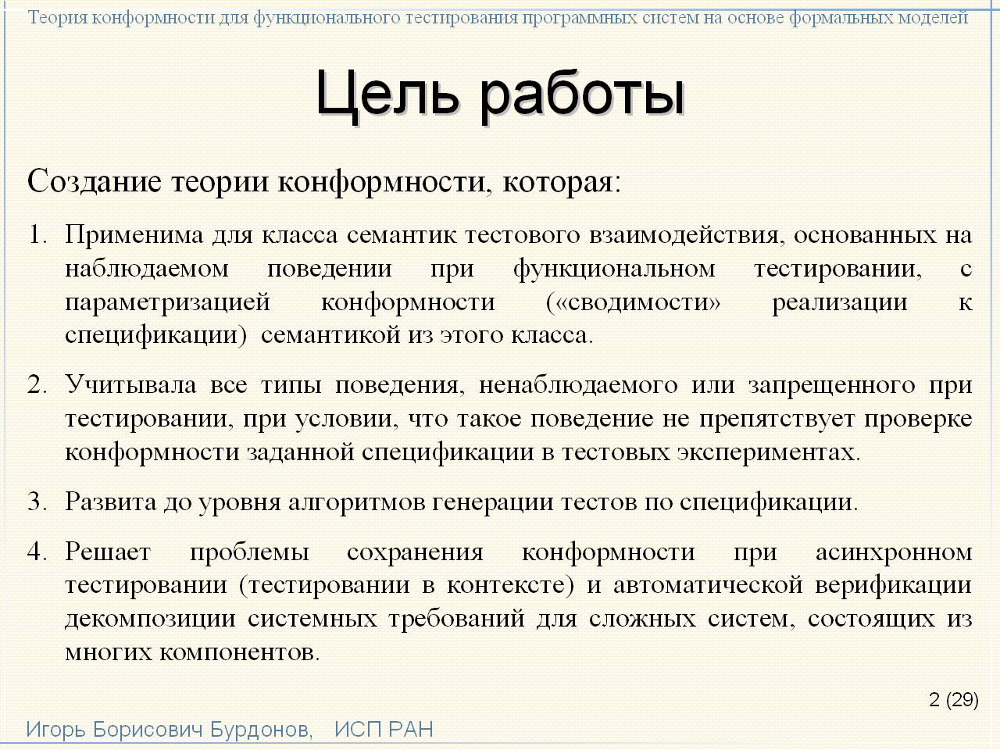 Теория конформности для функционального тестирования программных систем на основе формальных моделей
Цель работы
Создание теории конформности, которая:
1. Применима для класса семантик тестового взаимодействия, основанных на
наблюдаемом поведении при функциональном тестировании, с
параметризацией конформности («сводимости» реализации к
спецификации) семантикой из этого класса.
2. Учитывала все типы поведения, ненаблюдаемого или запрещенного при
тестировании, при условии, что такое поведение не препятствует проверке
конформности заданной спецификации в тестовых экспериментах.
3. Развита до уровня алгоритмов генерации тестов по спецификации.
4. Решает проблемы сохранения конформности при асинхронном
тестировании (тестировании в контексте) и автоматической верификации
декомпозиции системных требований для сложных систем, состоящих из
многих компонентов.
2 (29)
Игорь Борисович Бурдонов, ИСП РАН